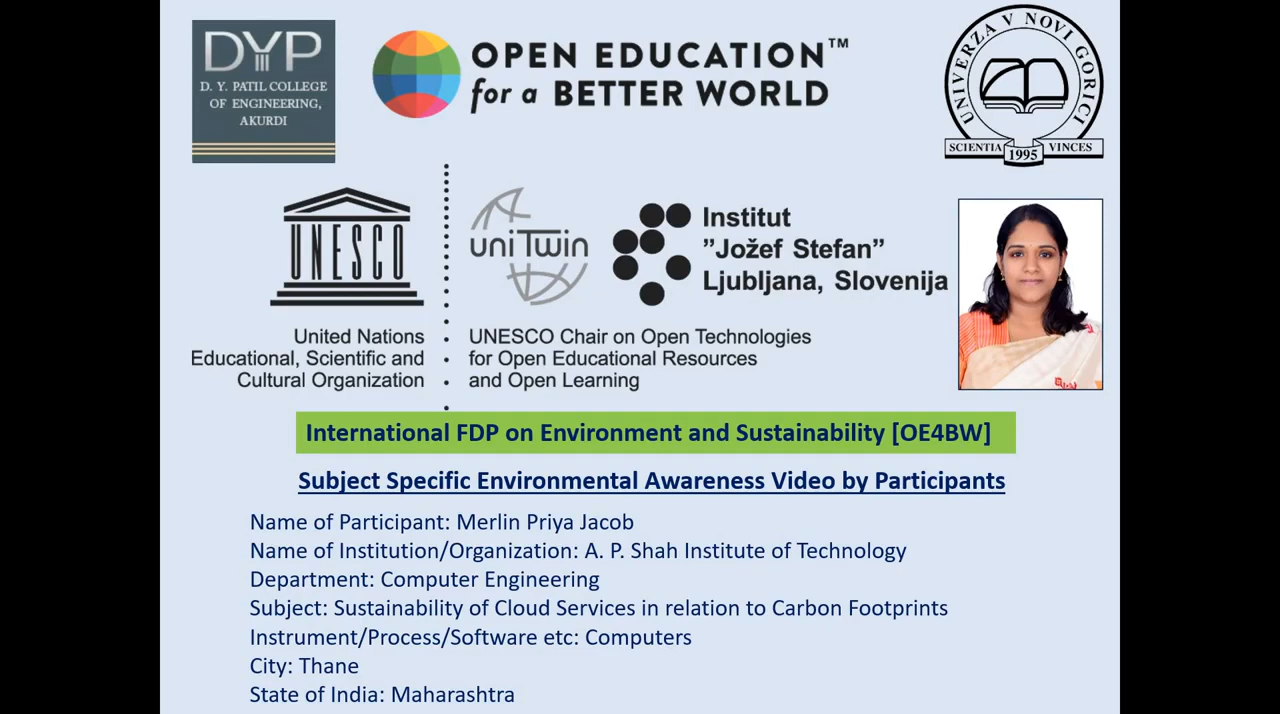 DYP
D. Y. PATIL COLLEGE
OF ENGINEERING,
AKURDI
OPEN EDUCATION™
for a BETTER WORLD
UNIVERZA V NOVI GORICI
SCIENTIA 1995 VINCES
UNESCO
United Nations
Educational, Scientific and
Cultural Organization
uniTwin
Institut
”Jožef Stefan”
Ljubljana, Slovenija
UNESCO Chair on Open Technologies
for Open Educational Resources
and Open Learning
International FDP on Environment and Sustainability [OE4BW]
Subject Specific Environmental Awareness Video by Participants
Name of Participant: Merlin Priya Jacob
Name of Institution/Organization: A. P. Shah Institute of Technology
Department: Computer Engineering
Subject: Sustainability of Cloud Services in relation to Carbon Footprints
Instrument/Process/Software etc: Computers
City: Thane
State of India: Maharashtra